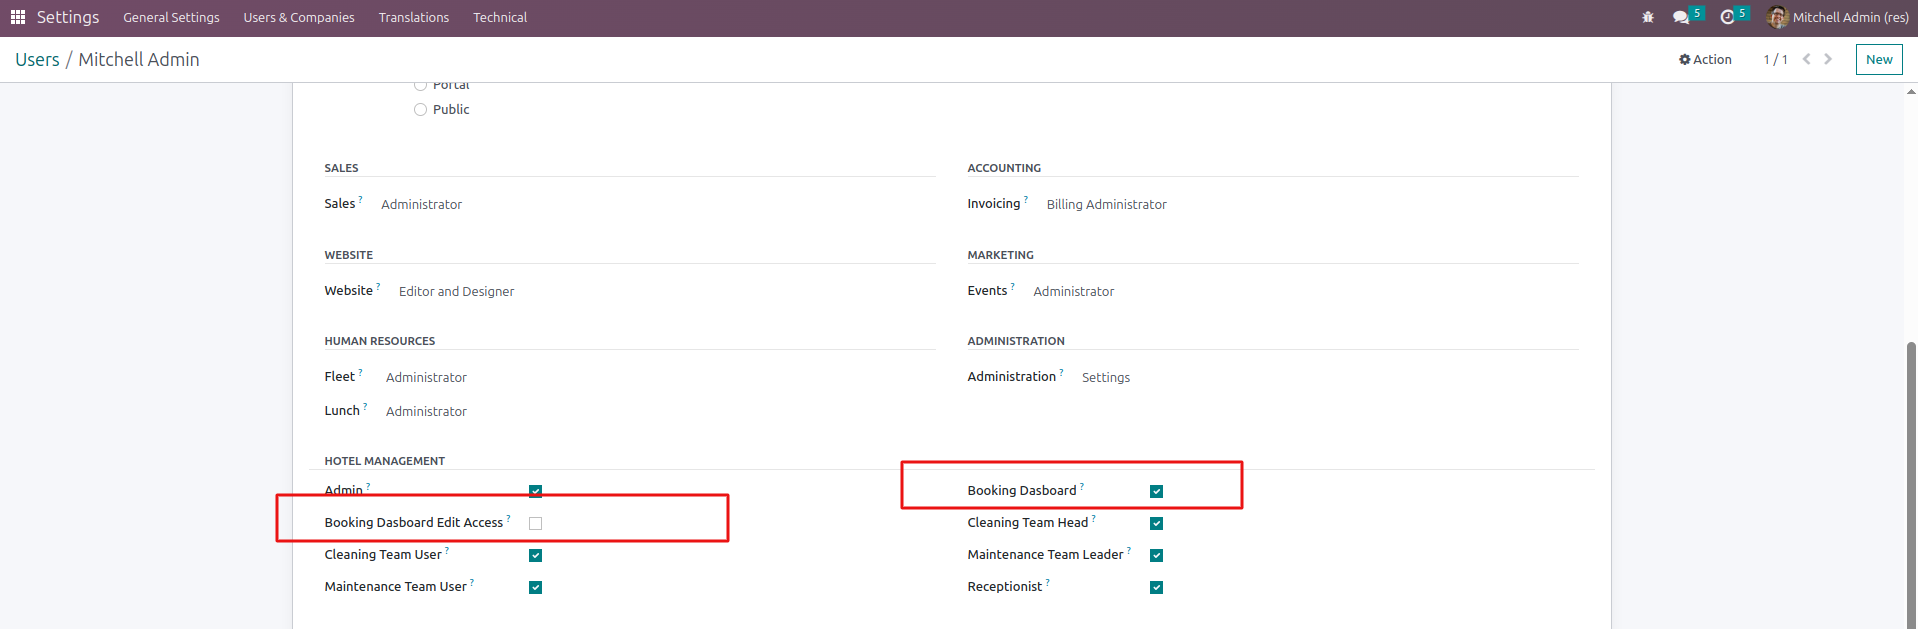 Settings General Settings Users & Companies Translations Technical 5 5 Mitchell Admin (res)
Users / Mitchell Admin Action 1 / 1 New
Portal
Public
SALES ACCOUNTING
Sales ? Administrator Invoicing ? Billing Administrator
WEBSITE MARKETING
Website ? Editor and Designer Events ? Administrator
HUMAN RESOURCES ADMINISTRATION
Fleet ? Administrator Administration ? Settings
Lunch ? Administrator
HOTEL MANAGEMENT
Admin ? Booking Dasboard ?
Booking Dasboard Edit Access ? Cleaning Team Head ?
Cleaning Team User ? Maintenance Team Leader ?
Maintenance Team User ? Receptionist ?